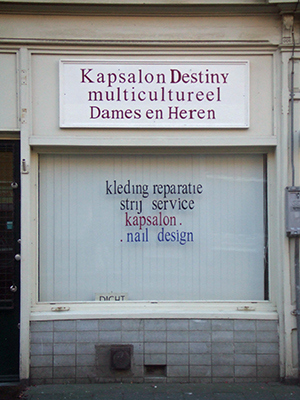 Kapsalon Destiny
multicultureel
Dames en Heren
kleding reparatie
strij service
kapsalon.
. nail design
DICHT